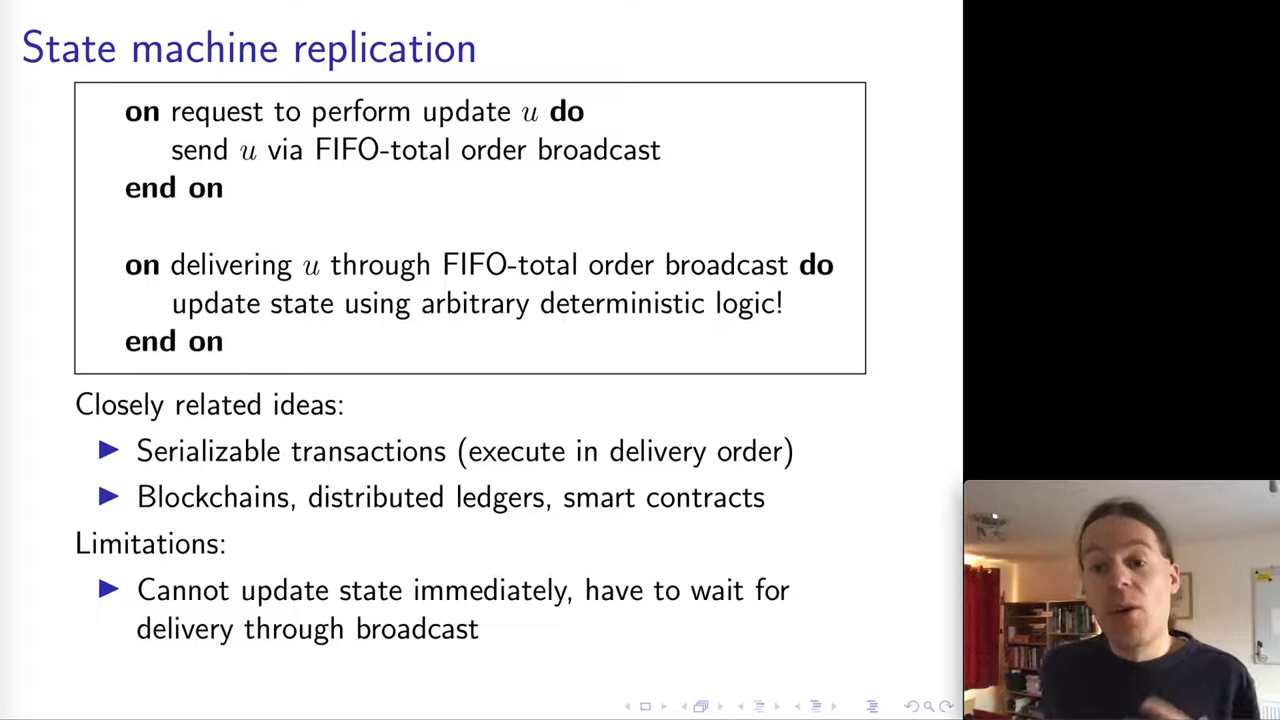 State machine replication
on request to perform update u do
send u via FIFO-total order broadcast
end on
on delivering u through FIFO-total order broadcast do
update state using arbitrary deterministic logic!
end on
Closely related ideas:
▶ Serializable transactions (execute in delivery order)
▶ Blockchains, distributed ledgers, smart contracts
Limitations:
▶ Cannot update state immediately, have to wait for
delivery through broadcast